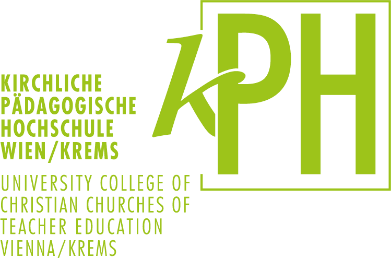 kPH
KIRCHLICHE
PÄDAGOGISCHE
HOCHSCHULE
WIEN/KREMS
UNIVERSITY COLLEGE OF
CHRISTIAN CHURCHES OF
TEACHER EDUCATION
VIENNA/KREMS